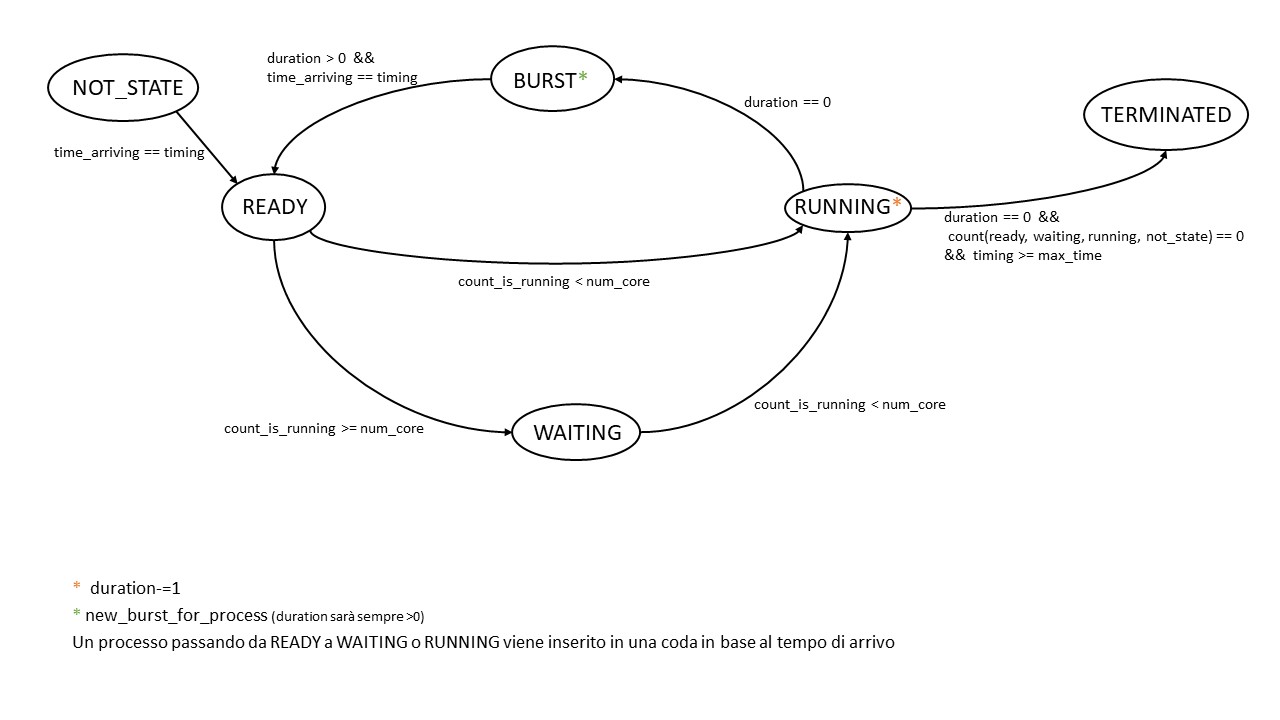 duration > 0 &&
time_arriving == timing
NOT_STATE
BURST*
duration == 0
TERMINATED
time_arriving == timing
READY
RUNNING*
duration == 0 &&
count(ready, waiting, running, not_state) == 0
&& timing >= max_time
count_is_running < num_core
count_is_running < num_core
count_is_running >= num_core
WAITING
* duration-=1
* new_burst_for_process (duration sarà sempre >0)
Un processo passando da READY a WAITING o RUNNING viene inserito in una coda in base al tempo di arrivo